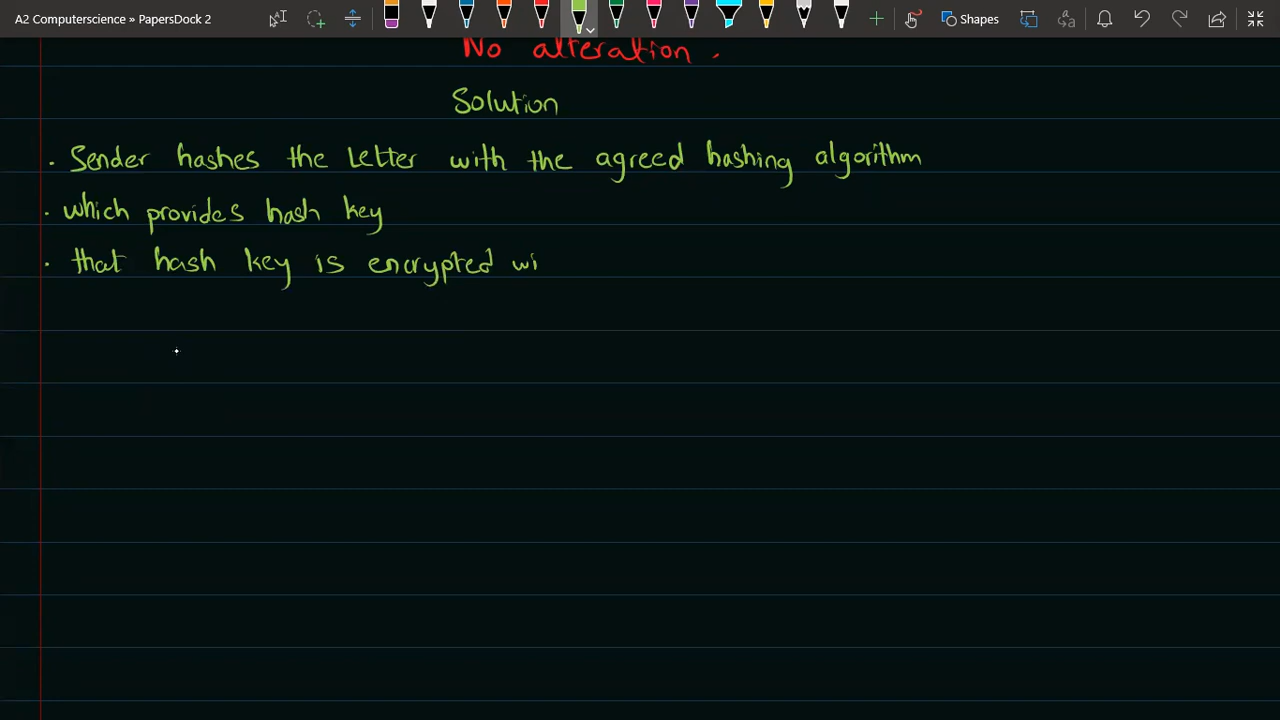 A2 Computerscience » PapersDock 2
Shapes
No alteration.
Solution
. Sender hashes the Letter with the agreed hashing algorithm
. which provides hash key
. that hash key is encrypted wi